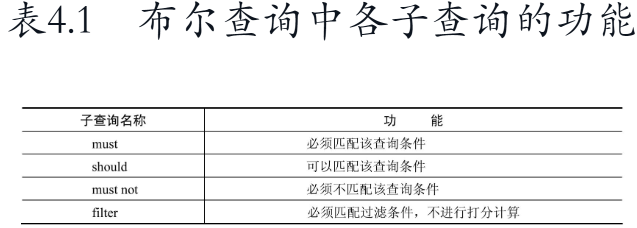 表4.1 布尔查询中各子查询的功能
子查询名称 功 能
must 必须匹配该查询条件
should 可以匹配该查询条件
must not 必须不匹配该查询条件
filter 必须匹配过滤条件，不进行打分计算